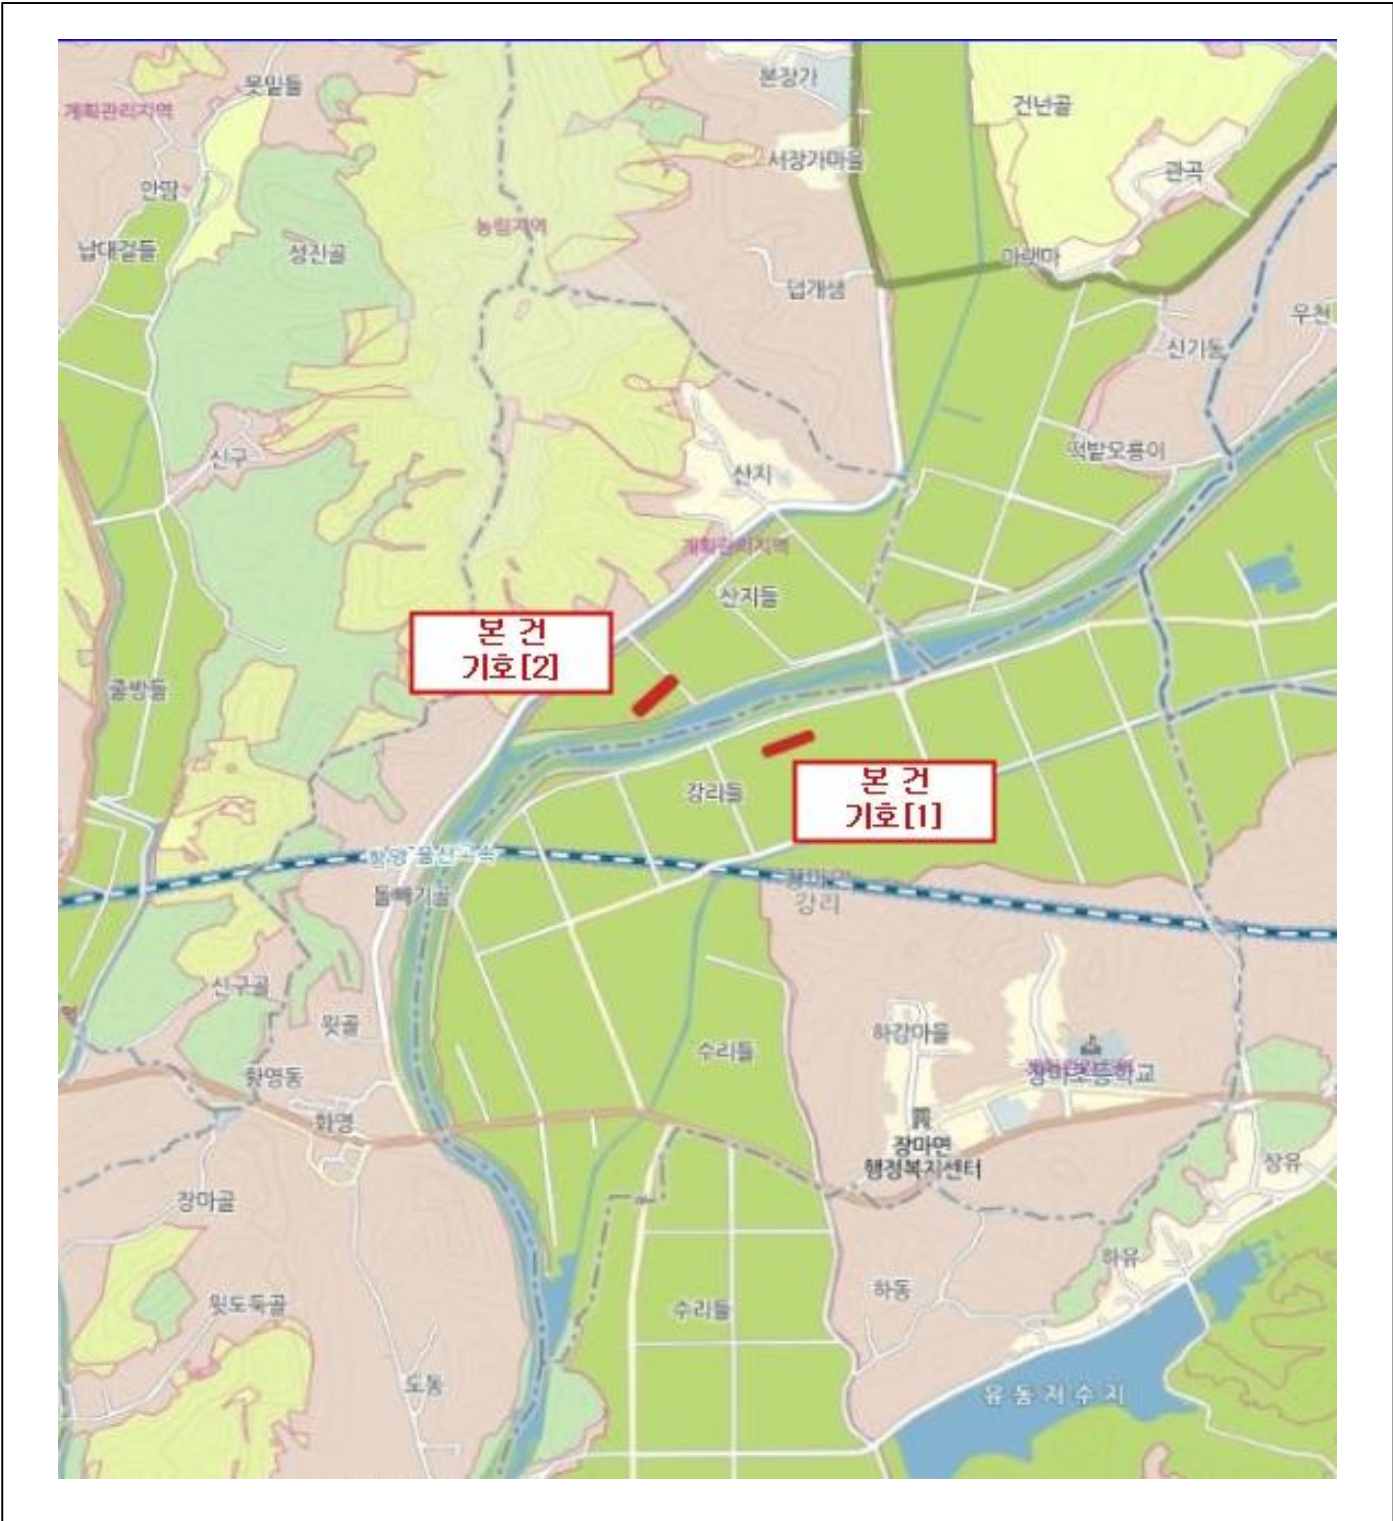 못밑들
본장가
건넌골
계획관리지역
서장가마을
관곡
안땀
농림지역
납대겉들
성진골
마랫마
덥개샘
우천
신기동
떡밭모룡이
신구
산지
계획관리지역
산지들
본 건
기호[2]
줄방들
본 건
기호[1]
강리들
돌빼기골
장마면
강리
신구골
윗골
하강마을
수리들
장마초등학교
황영동
화영
장마면
행정복지센터
상유
장마골
하유
하동
윗도둑골
수리들
도동
유동저수지